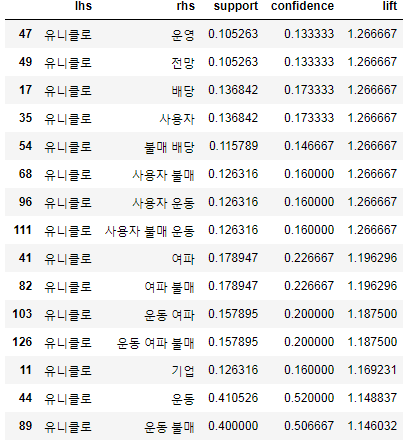 lhs rhs support confidence lift
47 유니클로 운영 0.105263 0.133333 1.266667
49 유니클로 전망 0.105263 0.133333 1.266667
17 유니클로 배당 0.136842 0.173333 1.266667
35 유니클로 사용자 0.136842 0.173333 1.266667
54 유니클로 불매 배당 0.115789 0.146667 1.266667
68 유니클로 사용자 불매 0.126316 0.160000 1.266667
96 유니클로 사용자 운동 0.126316 0.160000 1.266667
111 유니클로 사용자 불매 운동 0.126316 0.160000 1.266667
41 유니클로 여파 0.178947 0.226667 1.196296
82 유니클로 여파 불매 0.178947 0.226667 1.196296
103 유니클로 운동 여파 0.157895 0.200000 1.187500
126 유니클로 운동 여파 불매 0.157895 0.200000 1.187500
11 유니클로 기업 0.126316 0.160000 1.169231
44 유니클로 운동 0.410526 0.520000 1.148837
89 유니클로 운동 불매 0.400000 0.506667 1.146032